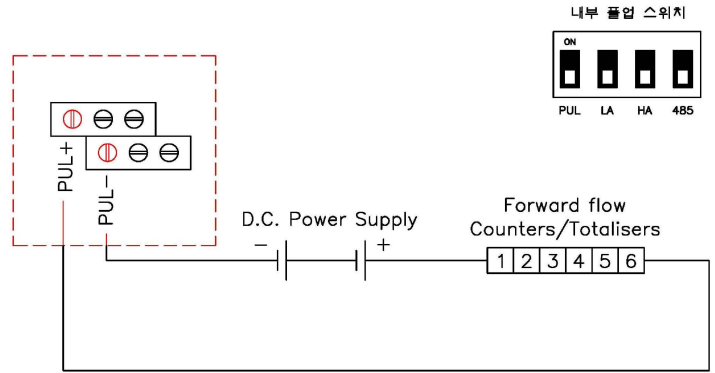 내부 풀업 스위치
ON
PUL LA HA 485
PUL+
PUL-
D.C. Power Supply
- +
Forward flow
Counters/Totalisers
1 2 3 4 5 6